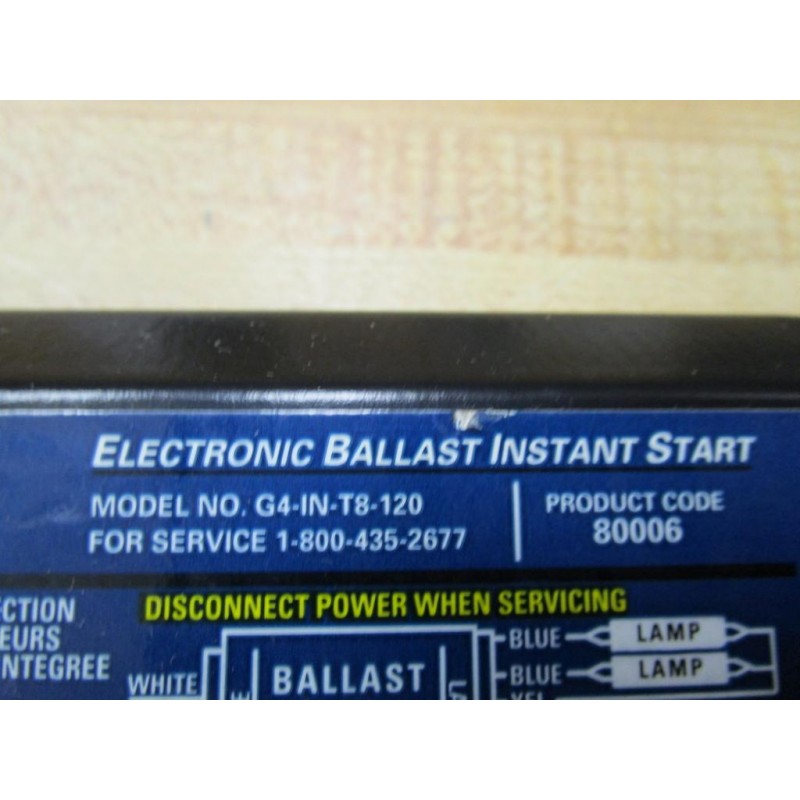 ELECTRONIC BALLAST INSTANT START
MODEL NO. G4-IN-T8-120
FOR SERVICE 1-800-435-2677
PRODUCT CODE
80006
DISCONNECT POWER WHEN SERVICING
CTION
EURS
NTEGREE
WHITE
BALLAST
BLUE
LAMP
BLUE
LAMP